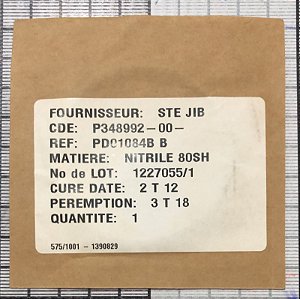 FOURNISSEUR: STE JIB
CDE: P348992-00-
REF: PD01084B B
MATIERE: NITRILE 80SH
No de LOT: 1227055/1
CURE DATE: 2 T 12
PEREMPTION: 3 T 18
QUANTITE: 1
575/1001 - 1390829